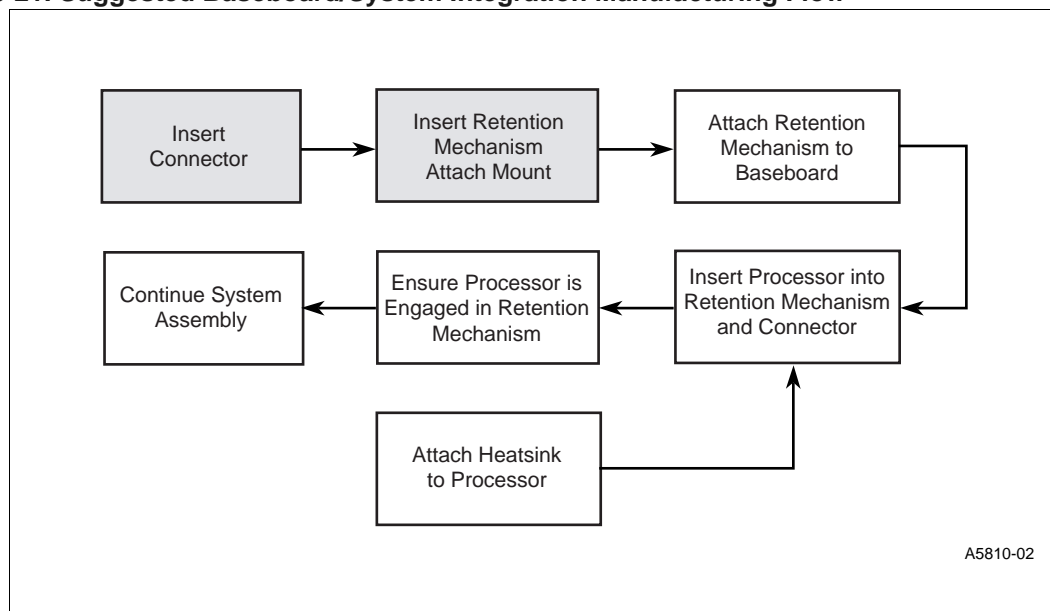 Insert
Connector
Insert Retention
Mechanism
Attach Mount
Attach Retention
Mechanism to
Baseboard
Insert Processor into
Retention Mechanism
and Connector
Ensure Processor is
Engaged in Retention
Mechanism
Continue System
Assembly
Attach Heatsink
to Processor
A5810-02